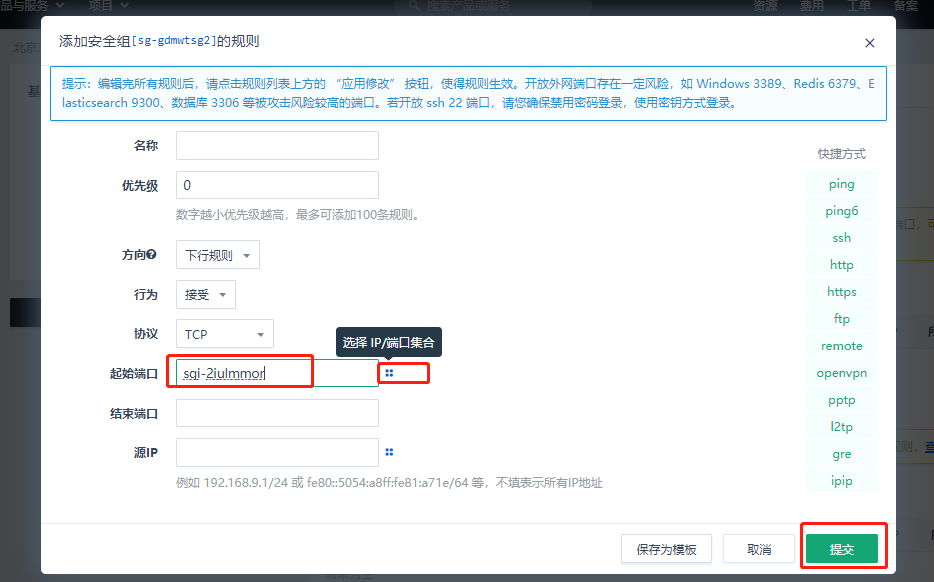 品与服务 项目 搜索产品或服务 资源 费用 工单 备案
添加安全组[sg-gdmwtsg2]的规则
提示：编辑完所有规则后，请点击规则列表上方的 “应用修改” 按钮，使得规则生效。开放外网端口存在一定风险，如 Windows 3389、Redis 6379、E
lasticsearch 9300、数据库 3306 等被攻击风险较高的端口。若开放 ssh 22 端口，请您确保禁用密码登录，使用密钥方式登录。
名称
优先级 0
数字越小优先级越高，最多可添加100条规则。
方向 下行规则
行为 接受
协议 TCP
选择 IP/端口集合
起始端口 sgi-2iulmmor
结束端口
源IP
例如 192.168.9.1/24 或 fe80::5054:a8ff:fe81:a71e/64 等，不填表示所有IP地址
快捷方式
ping
ping6
ssh
http
https
ftp
remote
openvpn
pptp
l2tp
gre
ipip
保存为模板 取消 提交